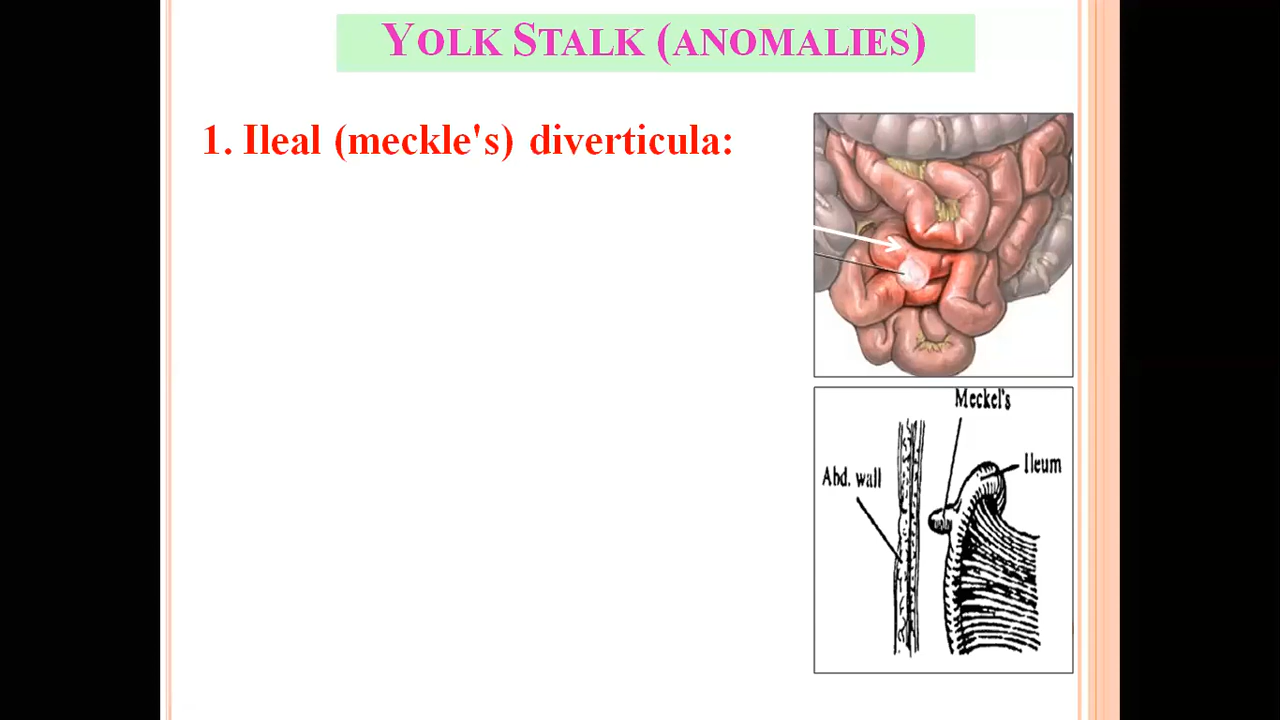 YOLK STALK (ANOMALIES)
1. Ileal (meckle's) diverticula:
Meckel's
Ileum
Abd. wall